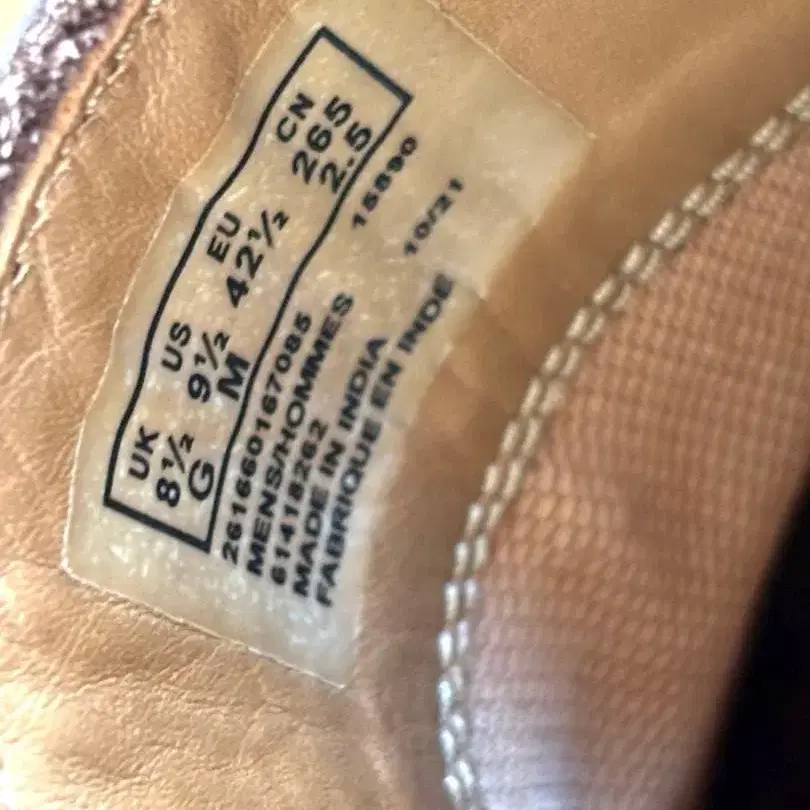 UK US EU CN
8½ 9½ 42½ 265
G M 2.5
261660167085 15890
MENS/HOMMES
61418262 10/21
MADE IN INDIA
FABRIQUE EN INDE